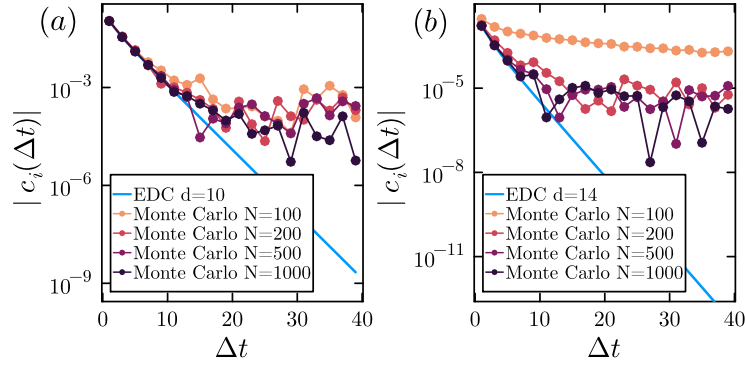 (a)
| c_i(Δt)|
10^{-3}
10^{-6}
10^{-9}
EDC d=10
Monte Carlo N=100
Monte Carlo N=200
Monte Carlo N=500
Monte Carlo N=1000
0 10 20 30 40
Δt
(b)
| c_i(Δt)|
10^{-5}
10^{-8}
10^{-11}
EDC d=14
Monte Carlo N=100
Monte Carlo N=200
Monte Carlo N=500
Monte Carlo N=1000
0 10 20 30 40
Δt